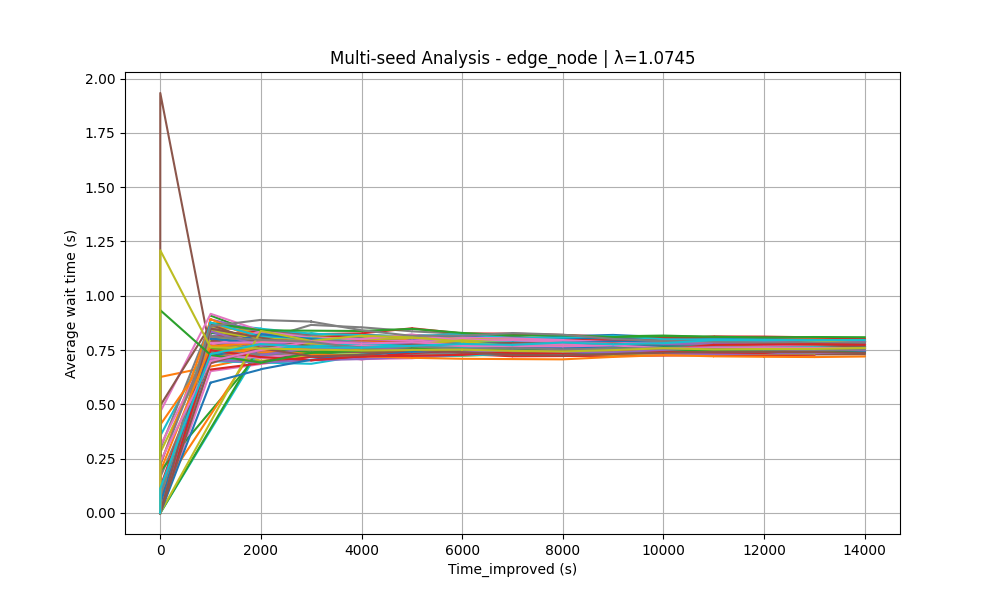 Multi-seed Analysis - edge_node | λ=1.0745
2.00
1.75
1.50
1.25
1.00
0.75
0.50
0.25
0.00
Average wait time (s)
0 2000 4000 6000 8000 10000 12000 14000
Time_improved (s)